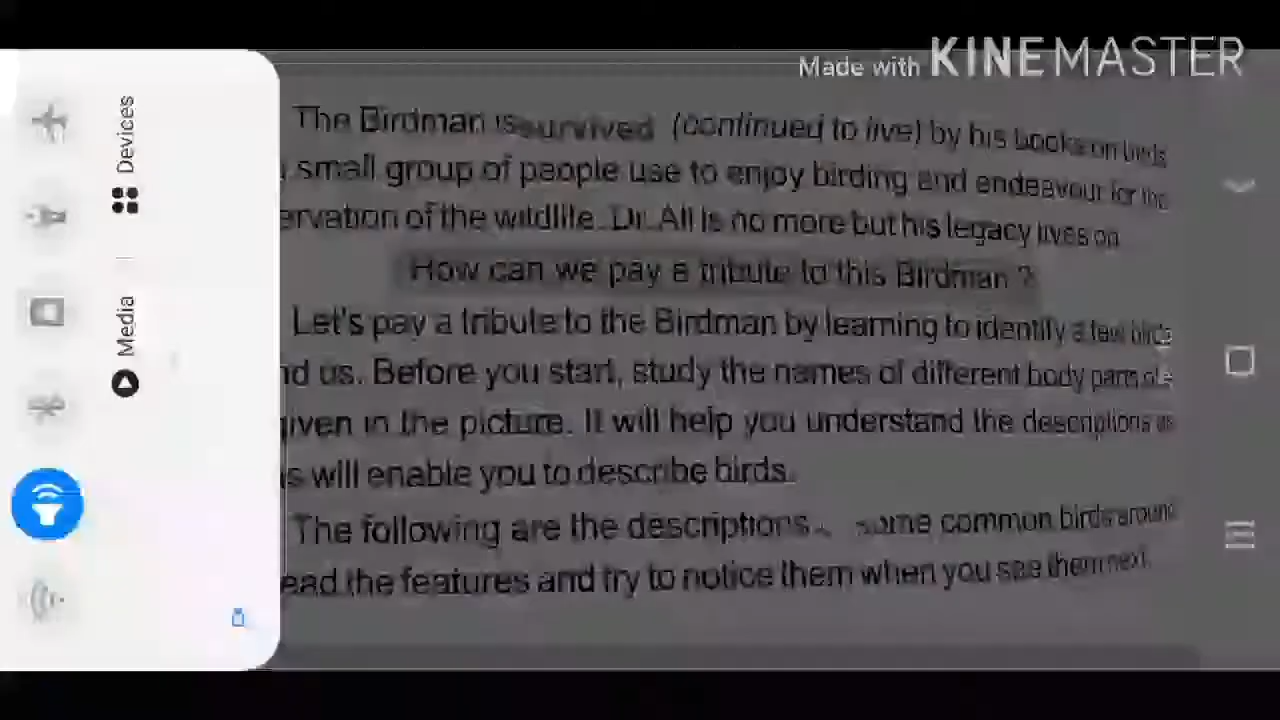 Made with KINEMASTER
Devices
Media
The Birdman is survived (continued to live) by his books on birds
small group of people use to enjoy birding and endeavour for the
ervation of the wildlife. Dr. Ali is no more but his legacy lives on
How can we pay a tribute to this Birdman ?
Let's pay a tribute to the Birdman by learning to identify a few birds
nd us. Before you start, study the names of different body parts of a
given in the picture. It will help you understand the descriptions as
as will enable you to describe birds.
The following are the descriptions some common birds around
ead the features and try to notice them when you see them next.